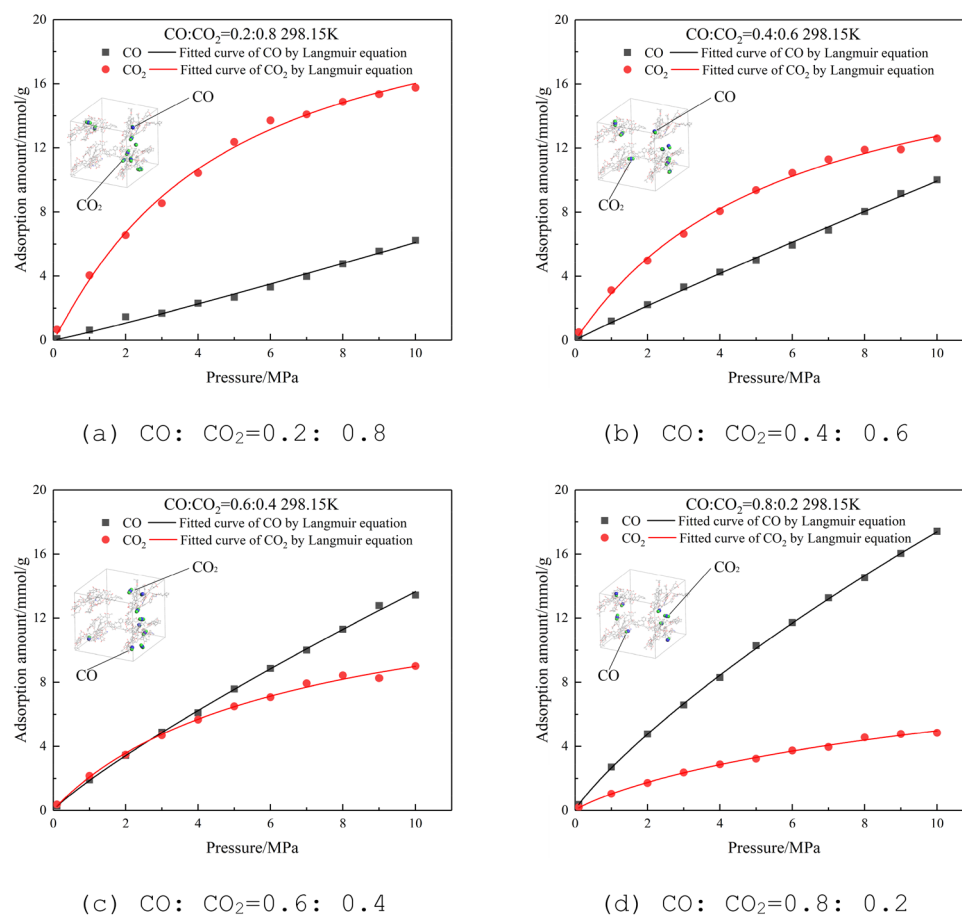 CO:CO₂=0.2:0.8 298.15K
CO Fitted curve of CO by Langmuir equation
CO₂ Fitted curve of CO₂ by Langmuir equation
CO
CO₂
20
16
12
8
4
0
Adsorption amount/mmol/g
0 2 4 6 8 10
Pressure/MPa
(a) CO: CO₂=0.2: 0.8
CO:CO₂=0.4:0.6 298.15K
CO Fitted curve of CO by Langmuir equation
CO₂ Fitted curve of CO₂ by Langmuir equation
CO
CO₂
20
16
12
8
4
0
Adsorption amount/mmol/g
0 2 4 6 8 10
Pressure/MPa
(b) CO: CO₂=0.4: 0.6
CO:CO₂=0.6:0.4 298.15K
CO Fitted curve of CO by Langmuir equation
CO₂ Fitted curve of CO₂ by Langmuir equation
CO₂
CO
20
16
12
8
4
0
Adsorption amount/mmol/g
0 2 4 6 8 10
Pressure/MPa
(c) CO: CO₂=0.6: 0.4
CO:CO₂=0.8:0.2 298.15K
CO Fitted curve of CO by Langmuir equation
CO₂ Fitted curve of CO₂ by Langmuir equation
CO₂
CO
20
16
12
8
4
0
Adsorption amount/mmol/g
0 2 4 6 8 10
Pressure/MPa
(d) CO: CO₂=0.8: 0.2